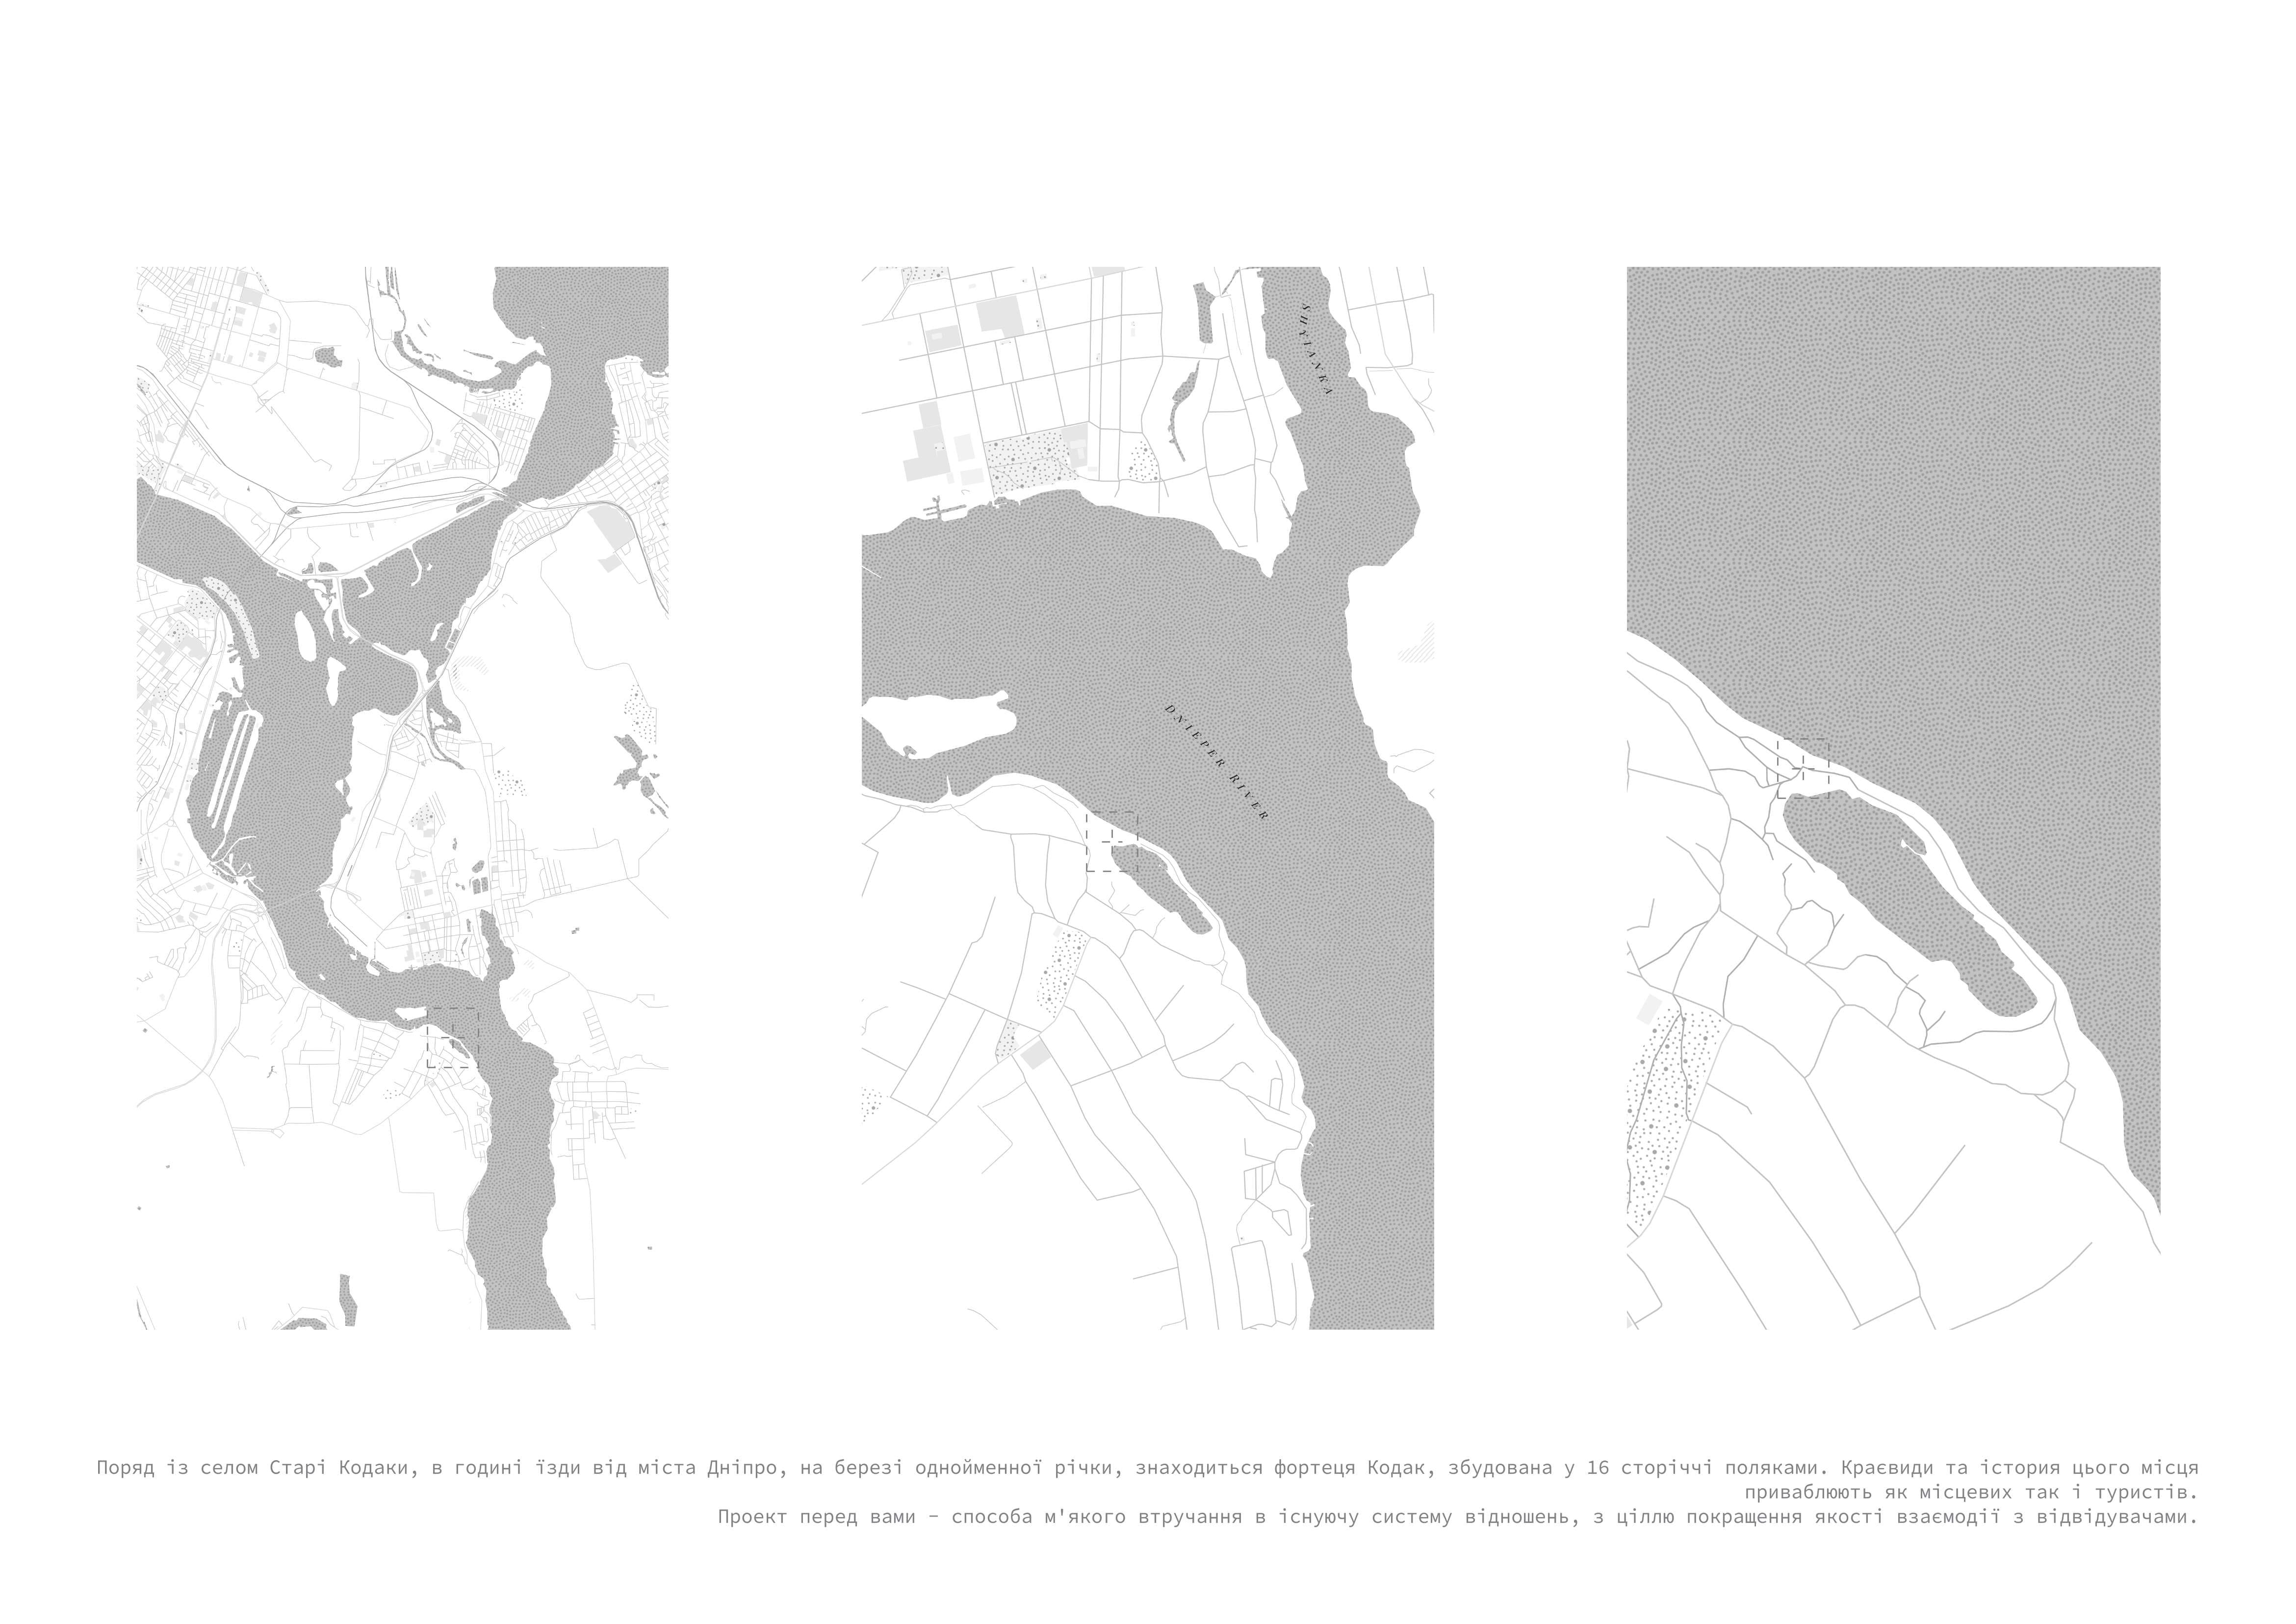 SHYIANKA
DNIEPER RIVER
Поряд із селом Старі Кодаки, в годині їзди від міста Дніпро, на березі однойменної річки, знаходиться фортеця Кодак, збудована у 16 сторіччі поляками. Краєвиди та історія цього місця
приваблюють як місцевих так і туристів.
Проект перед вами – способа м'якого втручання в існуючу систему відношень, з ціллю покращення якості взаємодії з відвідувачами.